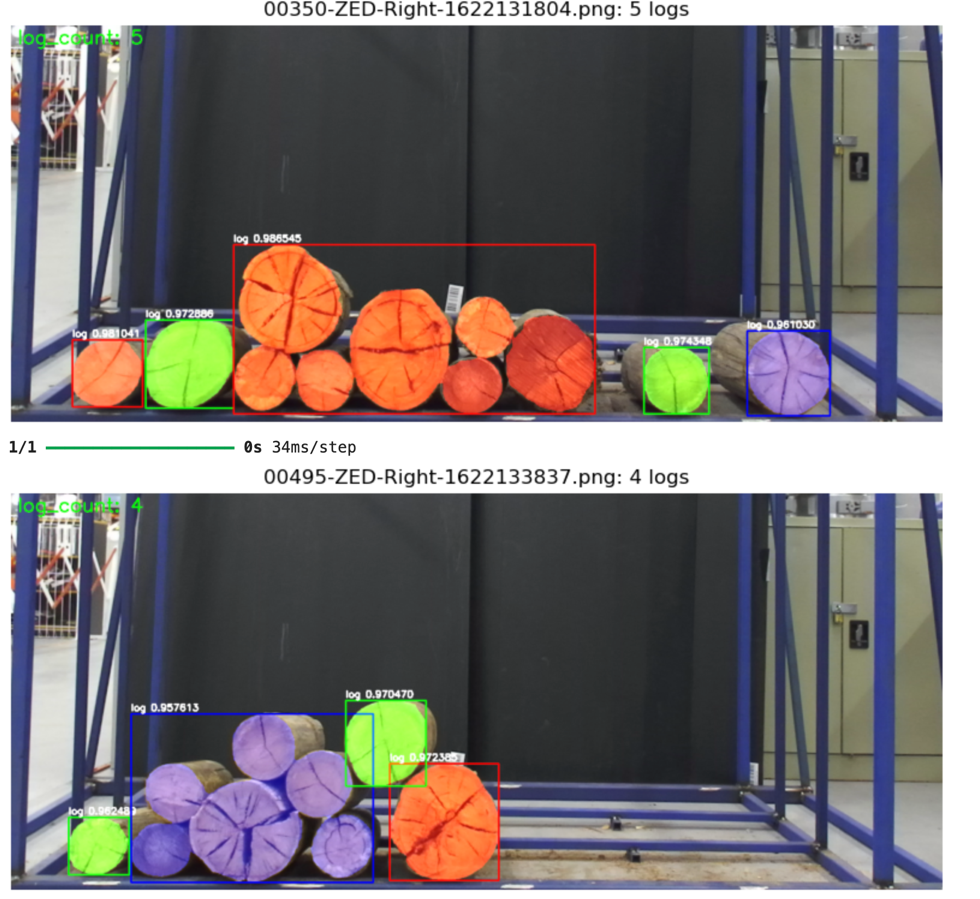 00350-ZED-Right-1622131804.png: 5 logs
log_count: 5
log 0.986545
log 0.972886
log 0.981041
log 0.974348
log 0.961030
1/1 0s 34ms/step
00495-ZED-Right-1622133837.png: 4 logs
log_count: 4
log 0.970470
log 0.957613
log 0.972385
log 0.962489